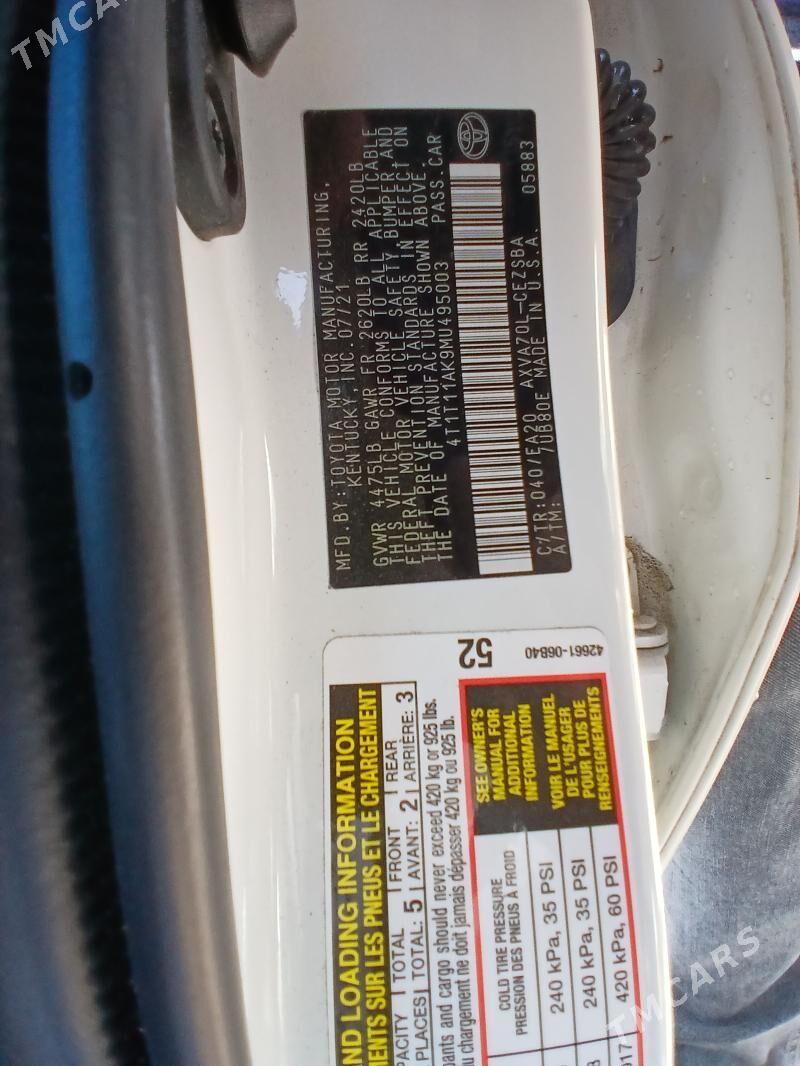 TMCARS
MFD.BY:TOYOTA MOTOR MANUFACTURING,
KENTUCKY, INC. 07/21
GVWR 4475LB GAWR FR 2620LB RR 2420LB
THIS VEHICLE CONFORMS TO ALL APPLICABLE
FEDERAL MOTOR VEHICLE SAFETY, BUMPER AND
THEFT PREVENTION STANDARDS IN EFFECT ON
THE DATE OF MANUFACTURE SHOWN ABOVE.
4T1T11AK9MU495003 PASS.CAR
C/TR:040/EA20 AXVA70L-CEZSBA 05883
A/TM: /UB80E MADE IN U.S.A.
52
42661-06B40
LOADING INFORMATION
SUR LES PNEUS ET LE CHARGEMENT
TOTAL FRONT REAR
PLACES TOTAL: 5 AVANT: 2 ARRIÈRE: 3
and cargo should never exceed 420 kg or 925 lbs.
chargement ne doit jamais dépasser 420 kg ou 925 lb.
COLD TIRE PRESSURE
PRESSION DES PNEUS À FROID
240 kPa, 35 PSI
240 kPa, 35 PSI
420 kPa, 60 PSI
SEE OWNER'S
MANUAL FOR
ADDITIONAL
INFORMATION
VOIR LE MANUEL
DE L'USAGER
POUR PLUS DE
RENSEIGNEMENTS
TMCARS